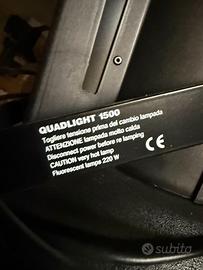 QUADLIGHT 1500
Togliere tensione prima del cambio lampada
ATTENZIONE lampada molto calda
Disconnect power before re lamping
CAUTION very hot lamp
Fluorescent lamps 220 W
CE
subito